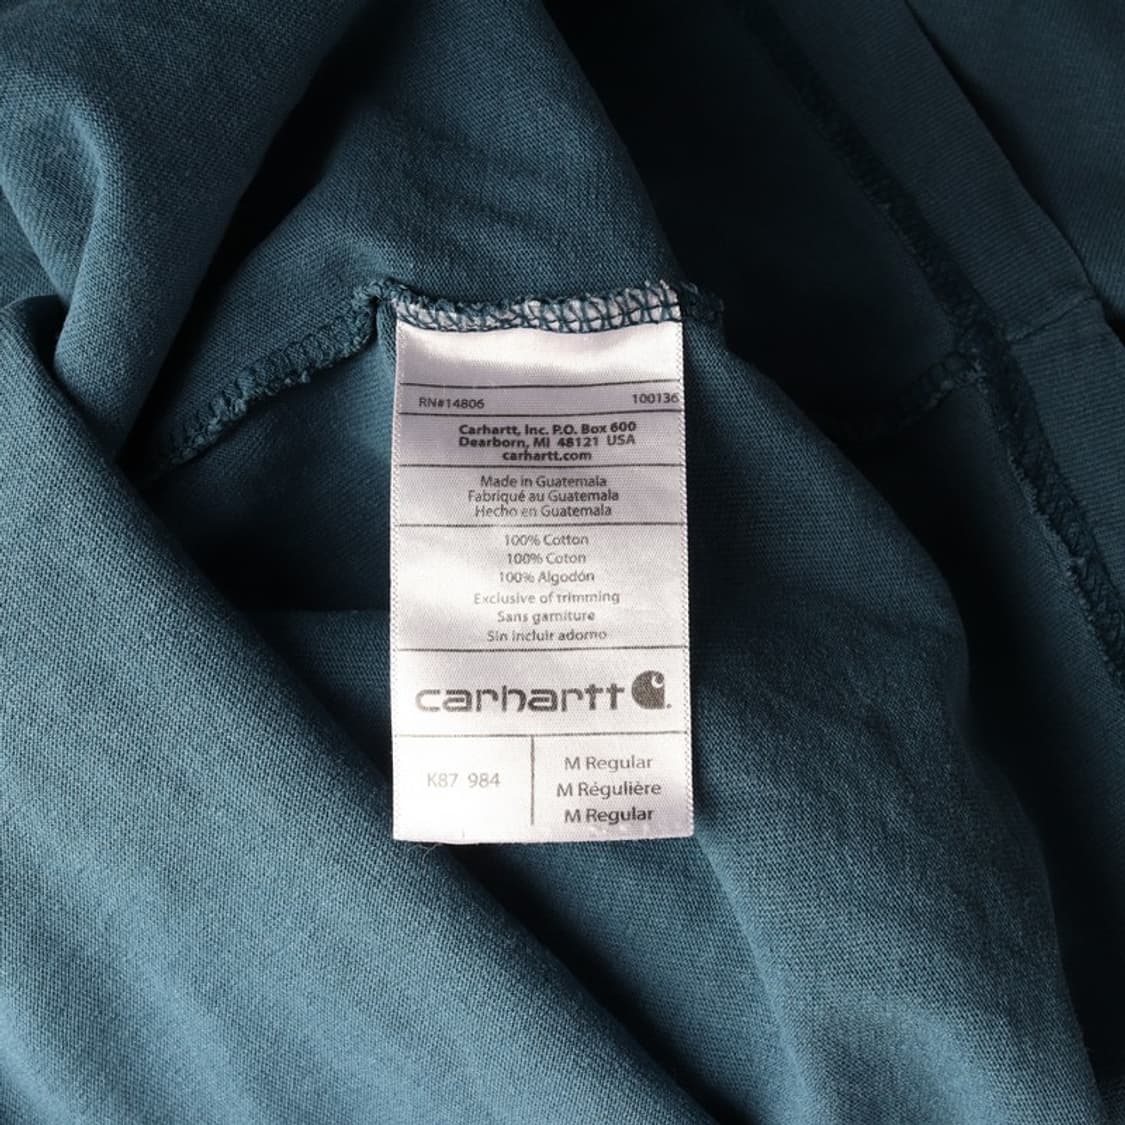 RN#14806 100136
Carhartt, Inc. P.O. Box 600
Dearborn, MI 48121 USA
carhartt.com
Made in Guatemala
Fabriqué au Guatemala
Hecho en Guatemala
100% Cotton
100% Coton
100% Algodón
Exclusive of trimming
Sans garniture
Sin incluir adorno
carhartt
K87 984
M Regular
M Régulière
M Regular